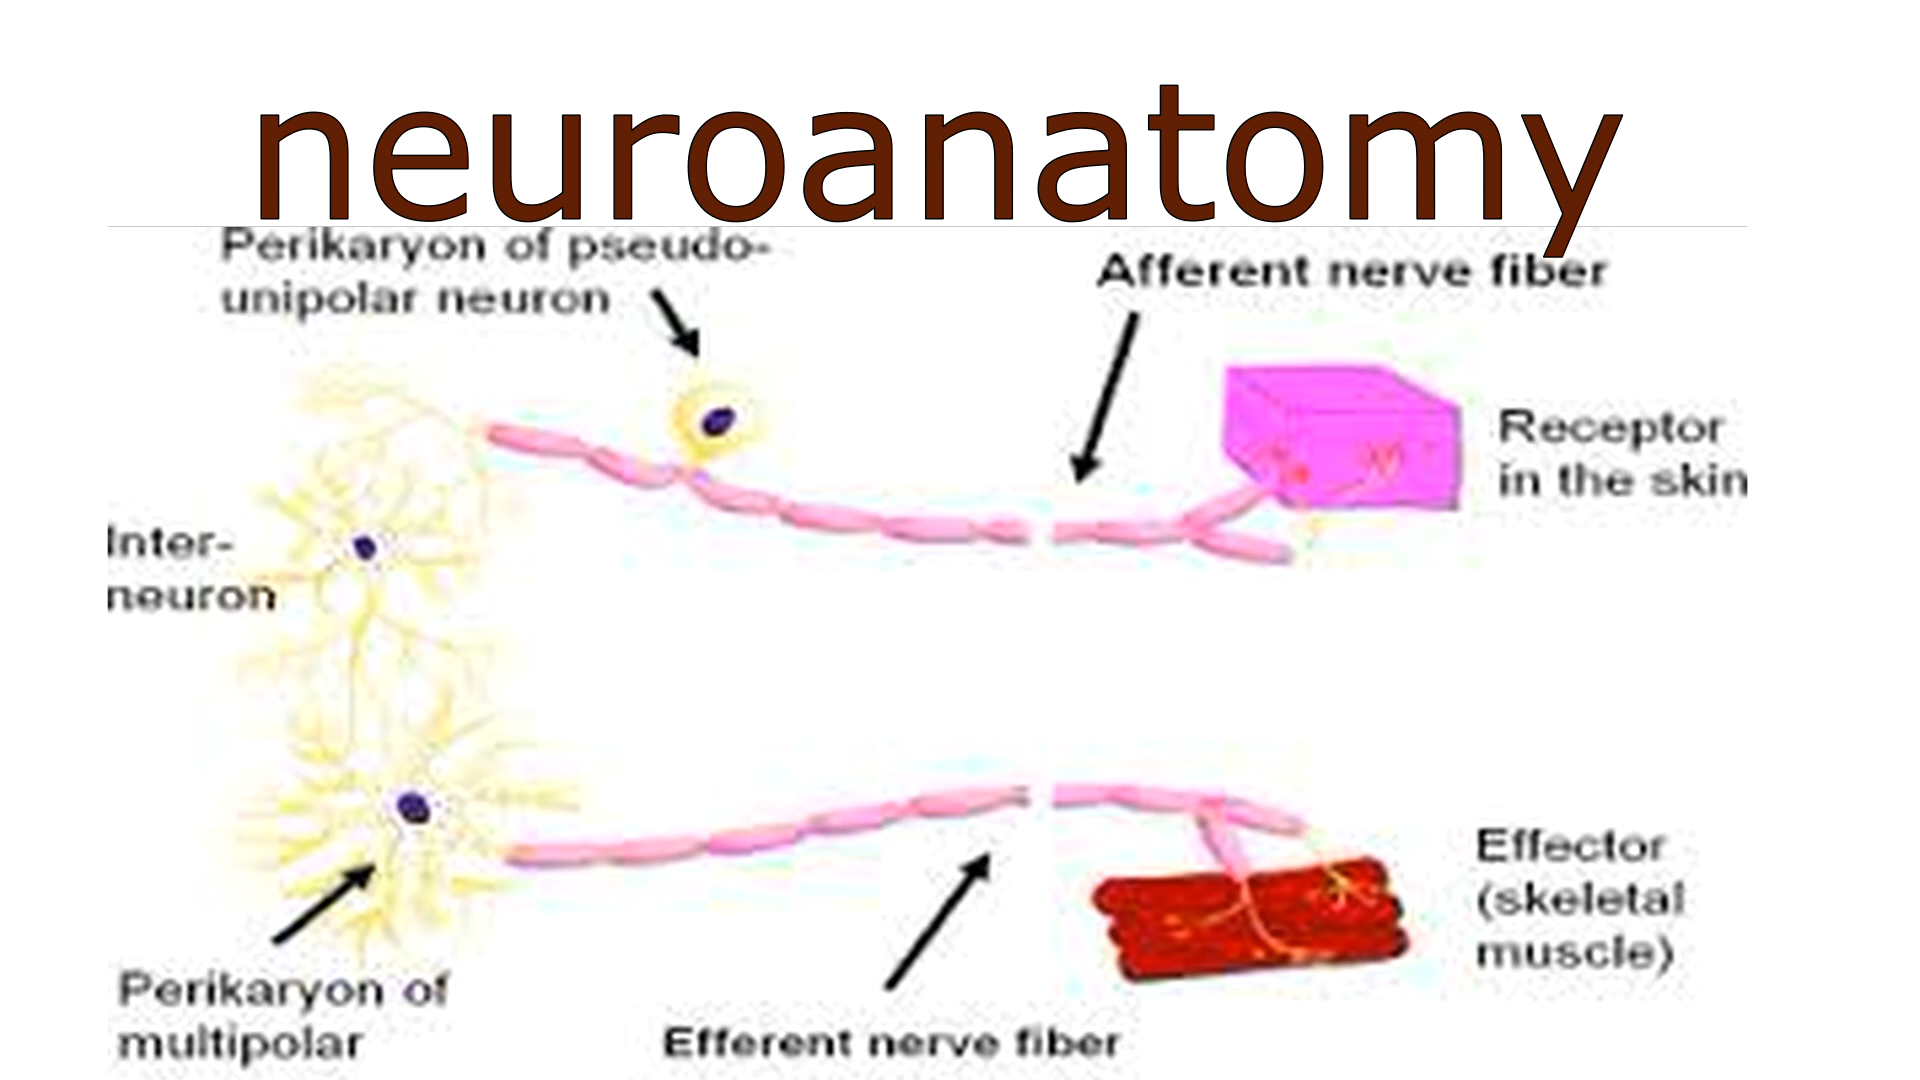 neuroanatomy
Perikaryon of pseudo-
unipolar neuron
Afferent nerve fiber
Receptor
in the skin
Inter-
neuron
Effector
(skeletal
muscle)
Perikaryon of
multipolar
Efferent nerve fiber